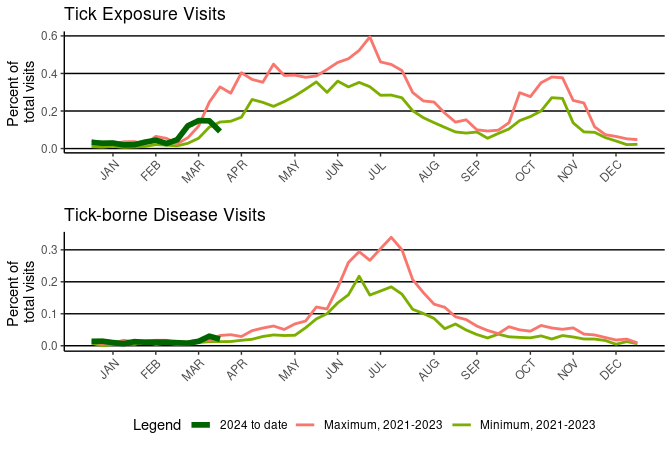 Tick Exposure Visits
Percent of
total visits
0.6
0.4
0.2
0.0
JAN FEB MAR APR MAY JUN JUL AUG SEP OCT NOV DEC
Tick-borne Disease Visits
Percent of
total visits
0.3
0.2
0.1
0.0
JAN FEB MAR APR MAY JUN JUL AUG SEP OCT NOV DEC
Legend 2024 to date Maximum, 2021-2023 Minimum, 2021-2023